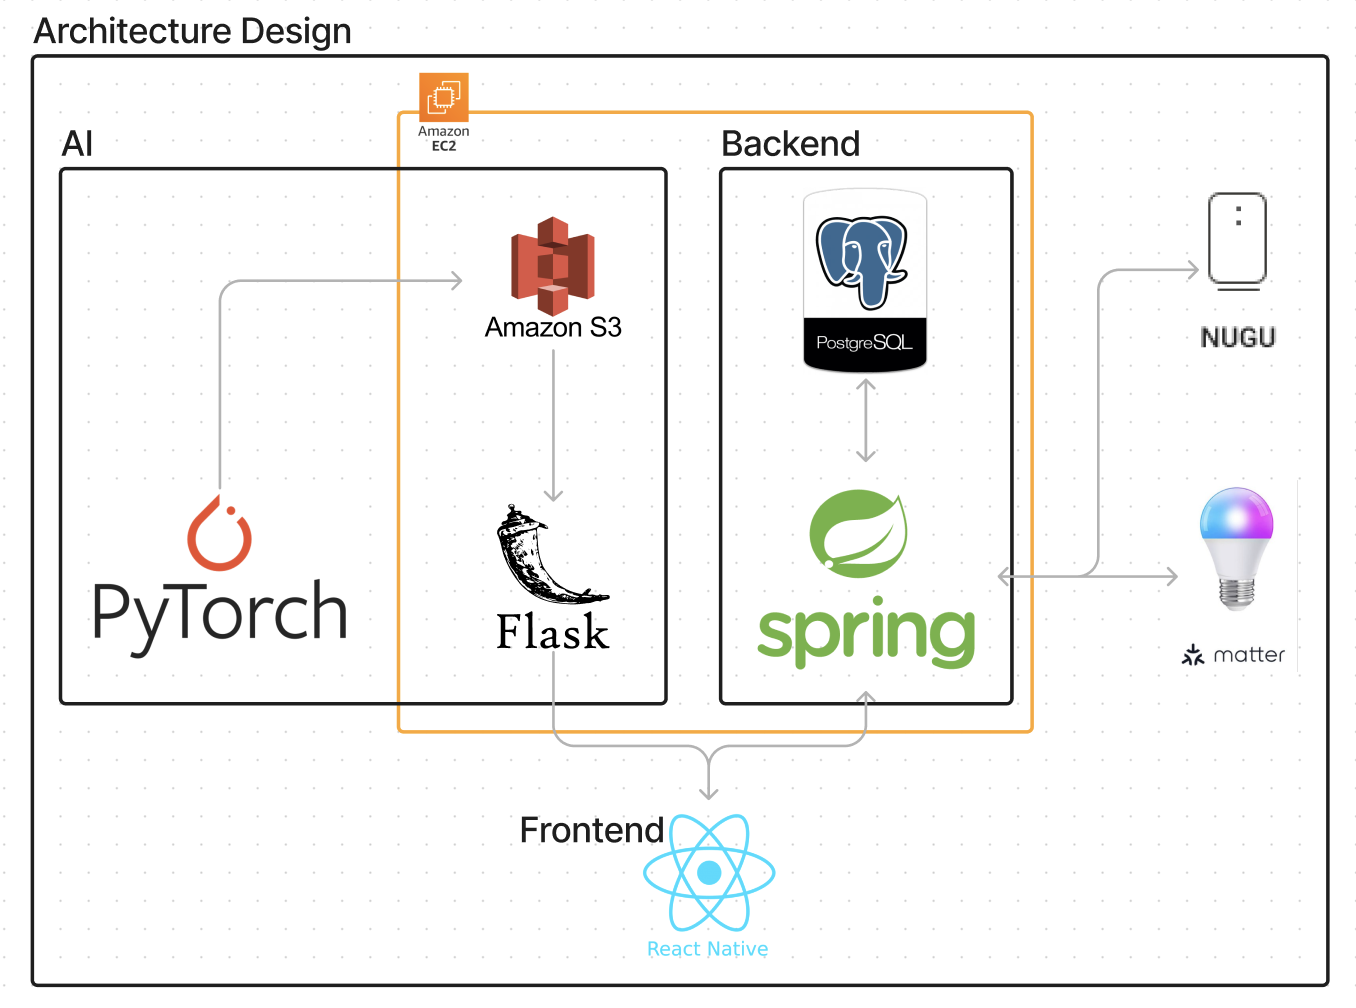 Architecture Design
Amazon
EC2
AI
Backend
Amazon S3
PostgreSQL
NUGU
PyTorch
Flask
spring
matter
Frontend
React Native